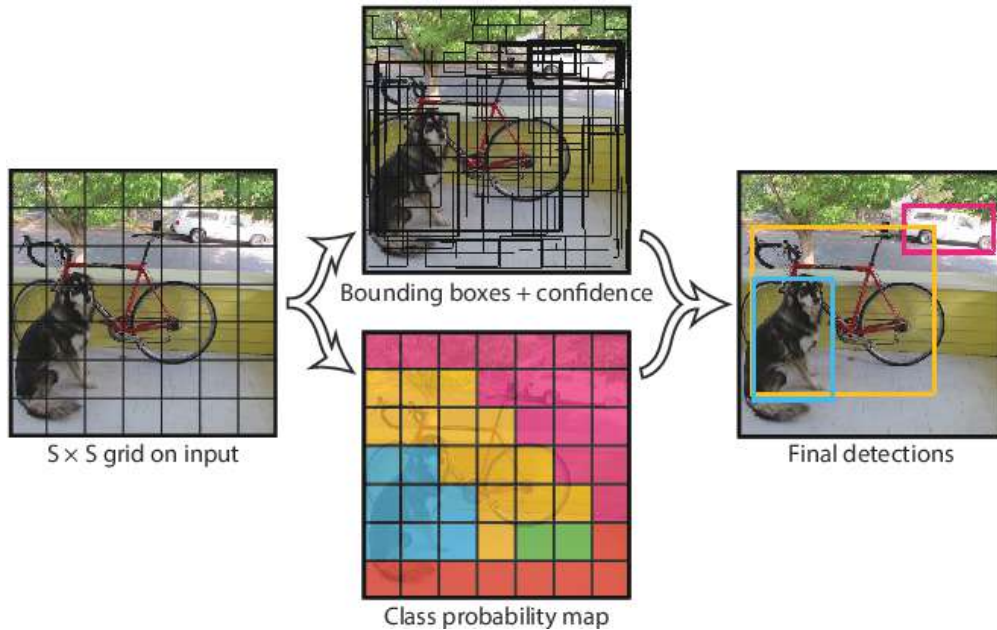 Bounding boxes + confidence
S × S grid on input
Final detections
Class probability map